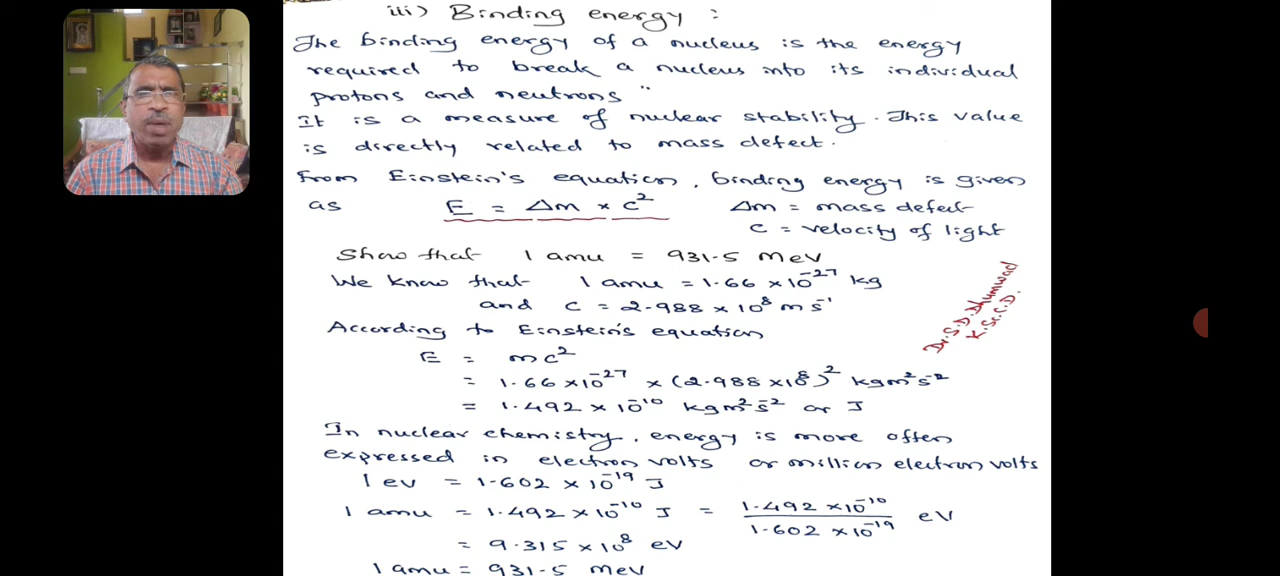 iii) Binding energy :
The binding energy of a nucleus is the energy
required to break a nucleus into its individual
protons and neutrons "
It is a measure of nuclear stability. This value
is directly related to mass defect.
From Einstein's equation, binding energy is given
as E = Δm × c² Δm = mass defect
c = velocity of light
Show that 1 amu = 931.5 MeV
We know that 1 amu = 1.66 × 10⁻²⁷ kg
and c = 2.988 × 10⁸ m s⁻¹
According to Einstein's equation
E = mc²
= 1.66 × 10⁻²⁷ × (2.988 × 10⁸)² kgm²s⁻²
= 1.492 × 10⁻¹⁰ kgm²s⁻² or J
Dr. S. D. Dhumwad
K.Sc.C.D.
In nuclear chemistry, energy is more often
expressed in electron volts or million electron volts
1 ev = 1.602 × 10⁻¹⁹ J
1 amu = 1.492 × 10⁻¹⁰ J = 1.492 × 10⁻¹⁰ / 1.602 × 10⁻¹⁹ eV
= 9.315 × 10⁸ eV
1 amu = 931.5 MeV